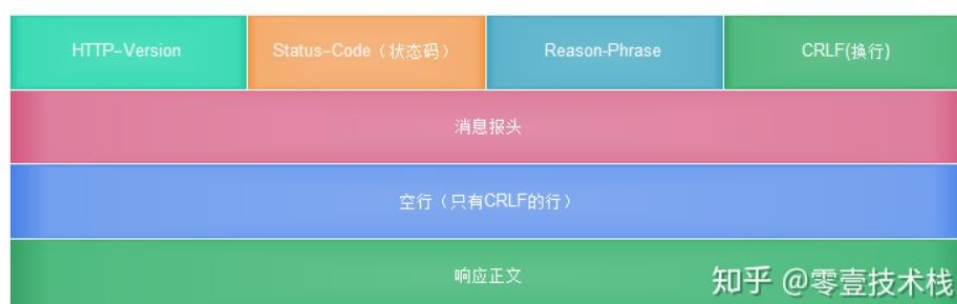 HTTP-Version Status-Code（状态码） Reason-Phrase CRLF(换行)
消息报头
空行（只有CRLF的行）
响应正文
知乎 @零壹技术栈